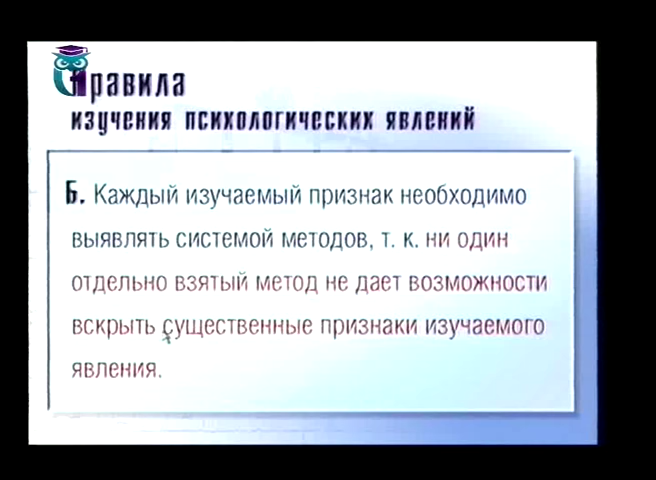 Правила
изучения психологических явлений
Б. Каждый изучаемый признак необходимо
выявлять системой методов, т. к. ни один
отдельно взятый метод не дает возможности
вскрыть существенные признаки изучаемого
явления.